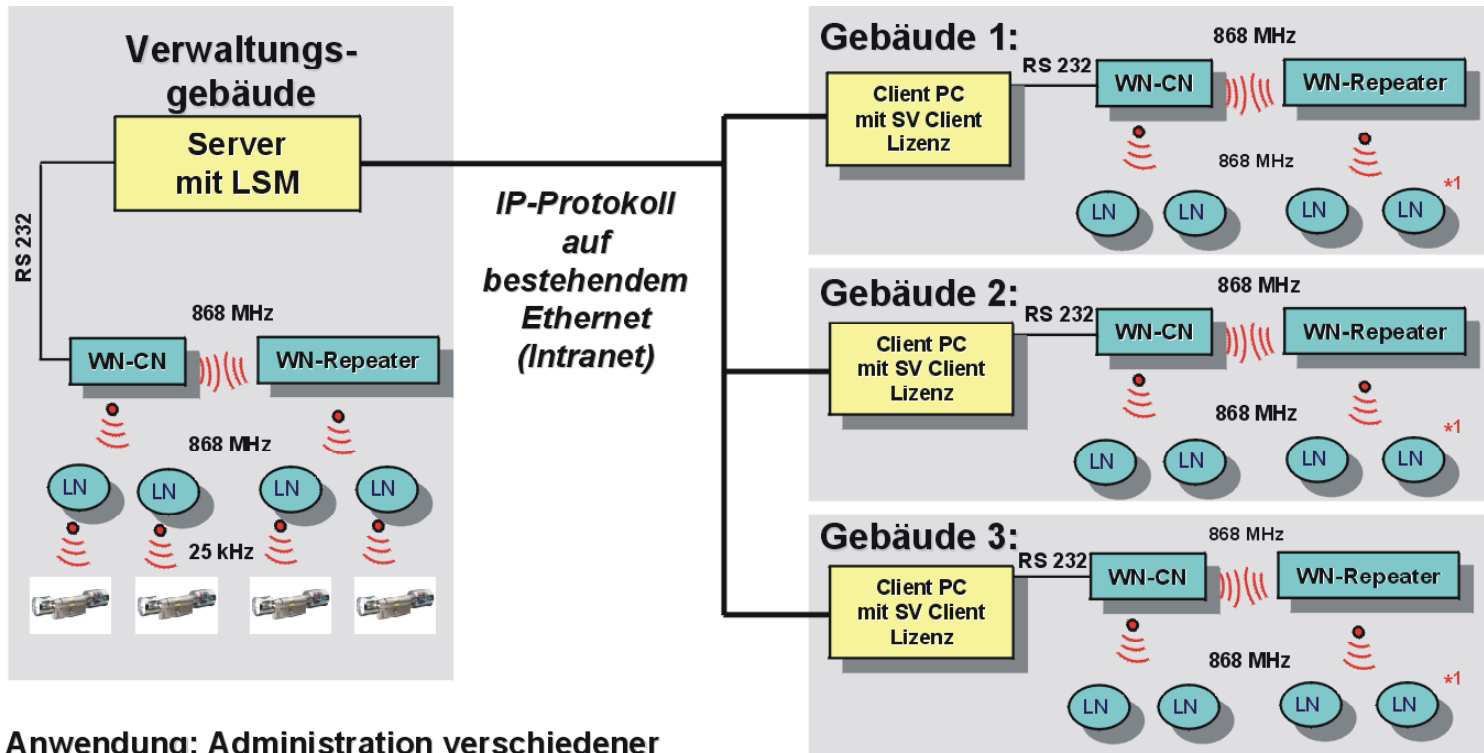 Verwaltungs-
gebäude
Server
mit LSM
RS 232
868 MHz
WN-CN
WN-Repeater
868 MHz
LN
LN
LN
LN
25 kHz
IP-Protokoll
auf
bestehendem
Ethernet
(Intranet)
Gebäude 1:
868 MHz
RS 232
Client PC
mit SV Client
Lizenz
WN-CN
WN-Repeater
868 MHz
LN
LN
LN
LN
*1
Gebäude 2:
868 MHz
RS 232
Client PC
mit SV Client
Lizenz
WN-CN
WN-Repeater
868 MHz
LN
LN
LN
LN
*1
Gebäude 3:
868 MHz
RS 232
Client PC
mit SV Client
Lizenz
WN-CN
WN-Repeater
868 MHz
LN
LN
LN
LN
*1
Anwendung: Administration verschiedener